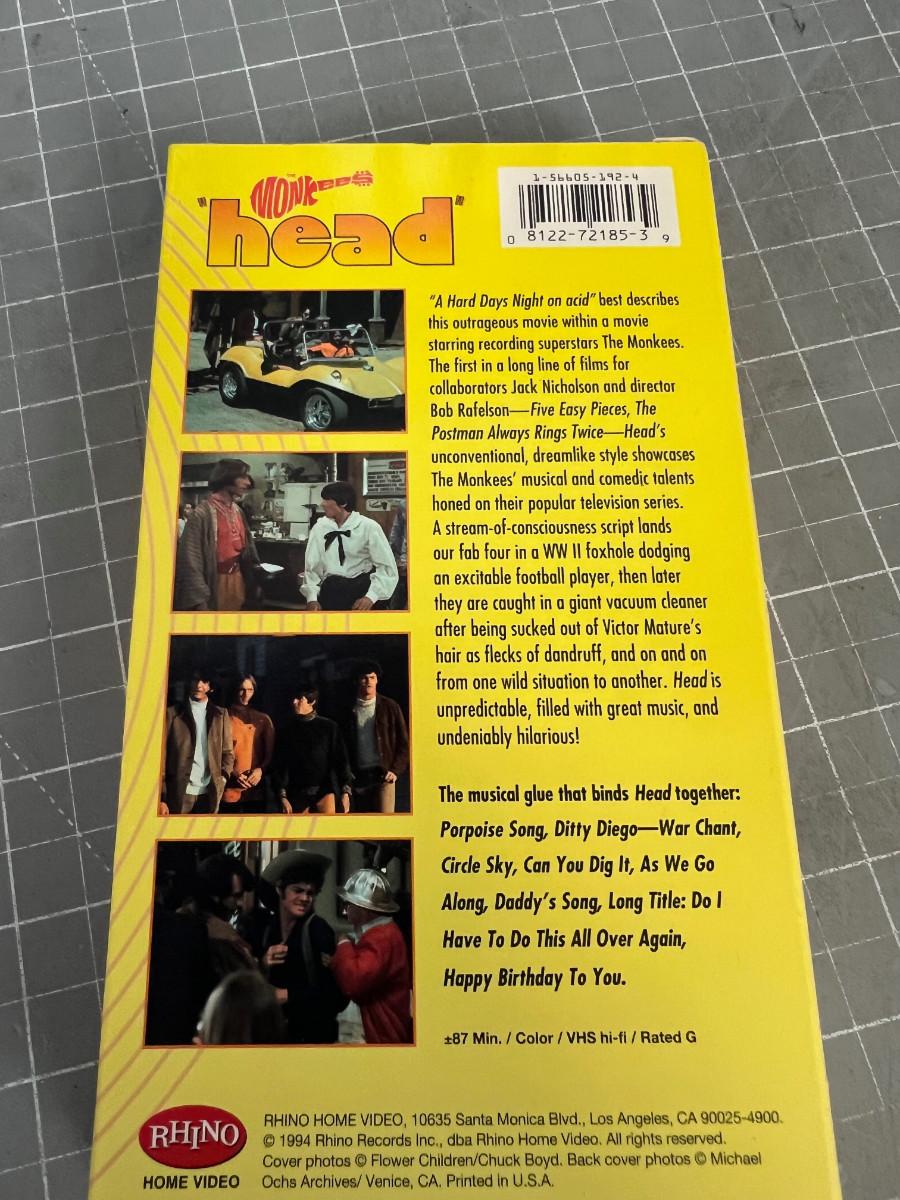 THE
MONKEES
"head"
1-56605-192-4
0 8122-72185-3 9
"A Hard Days Night on acid" best describes
this outrageous movie within a movie
starring recording superstars The Monkees.
The first in a long line of films for
collaborators Jack Nicholson and director
Bob Rafelson—Five Easy Pieces, The
Postman Always Rings Twice—Head's
unconventional, dreamlike style showcases
The Monkees' musical and comedic talents
honed on their popular television series.
A stream-of-consciousness script lands
our fab four in a WW II foxhole dodging
an excitable football player, then later
they are caught in a giant vacuum cleaner
after being sucked out of Victor Mature's
hair as flecks of dandruff, and on and on
from one wild situation to another. Head is
unpredictable, filled with great music, and
undeniably hilarious!
The musical glue that binds Head together:
Porpoise Song, Ditty Diego—War Chant,
Circle Sky, Can You Dig It, As We Go
Along, Daddy's Song, Long Title: Do I
Have To Do This All Over Again,
Happy Birthday To You.
±87 Min. / Color / VHS hi-fi / Rated G
RHINO
HOME VIDEO
RHINO HOME VIDEO, 10635 Santa Monica Blvd., Los Angeles, CA 90025-4900.
© 1994 Rhino Records Inc., dba Rhino Home Video. All rights reserved.
Cover photos © Flower Children/Chuck Boyd. Back cover photos © Michael
Ochs Archives/ Venice, CA. Printed in U.S.A.